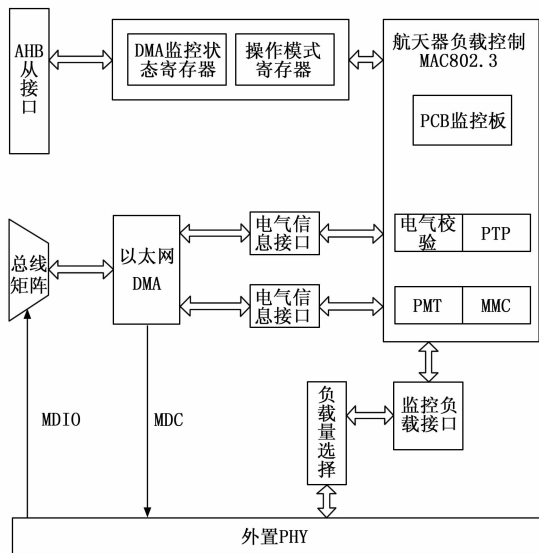 AHB
从接口
DMA监控状
态寄存器
操作模式
寄存器
航天器负载控制
MAC802.3
PCB监控板
总线
矩阵
以太网
DMA
电气信
息接口
电气信
息接口
电气校
验
PTP
PMT
MMC
MDIO
MDC
负载量选择
监控负
载接口
外置PHY